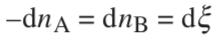 −dn_A = dn_B = dξ